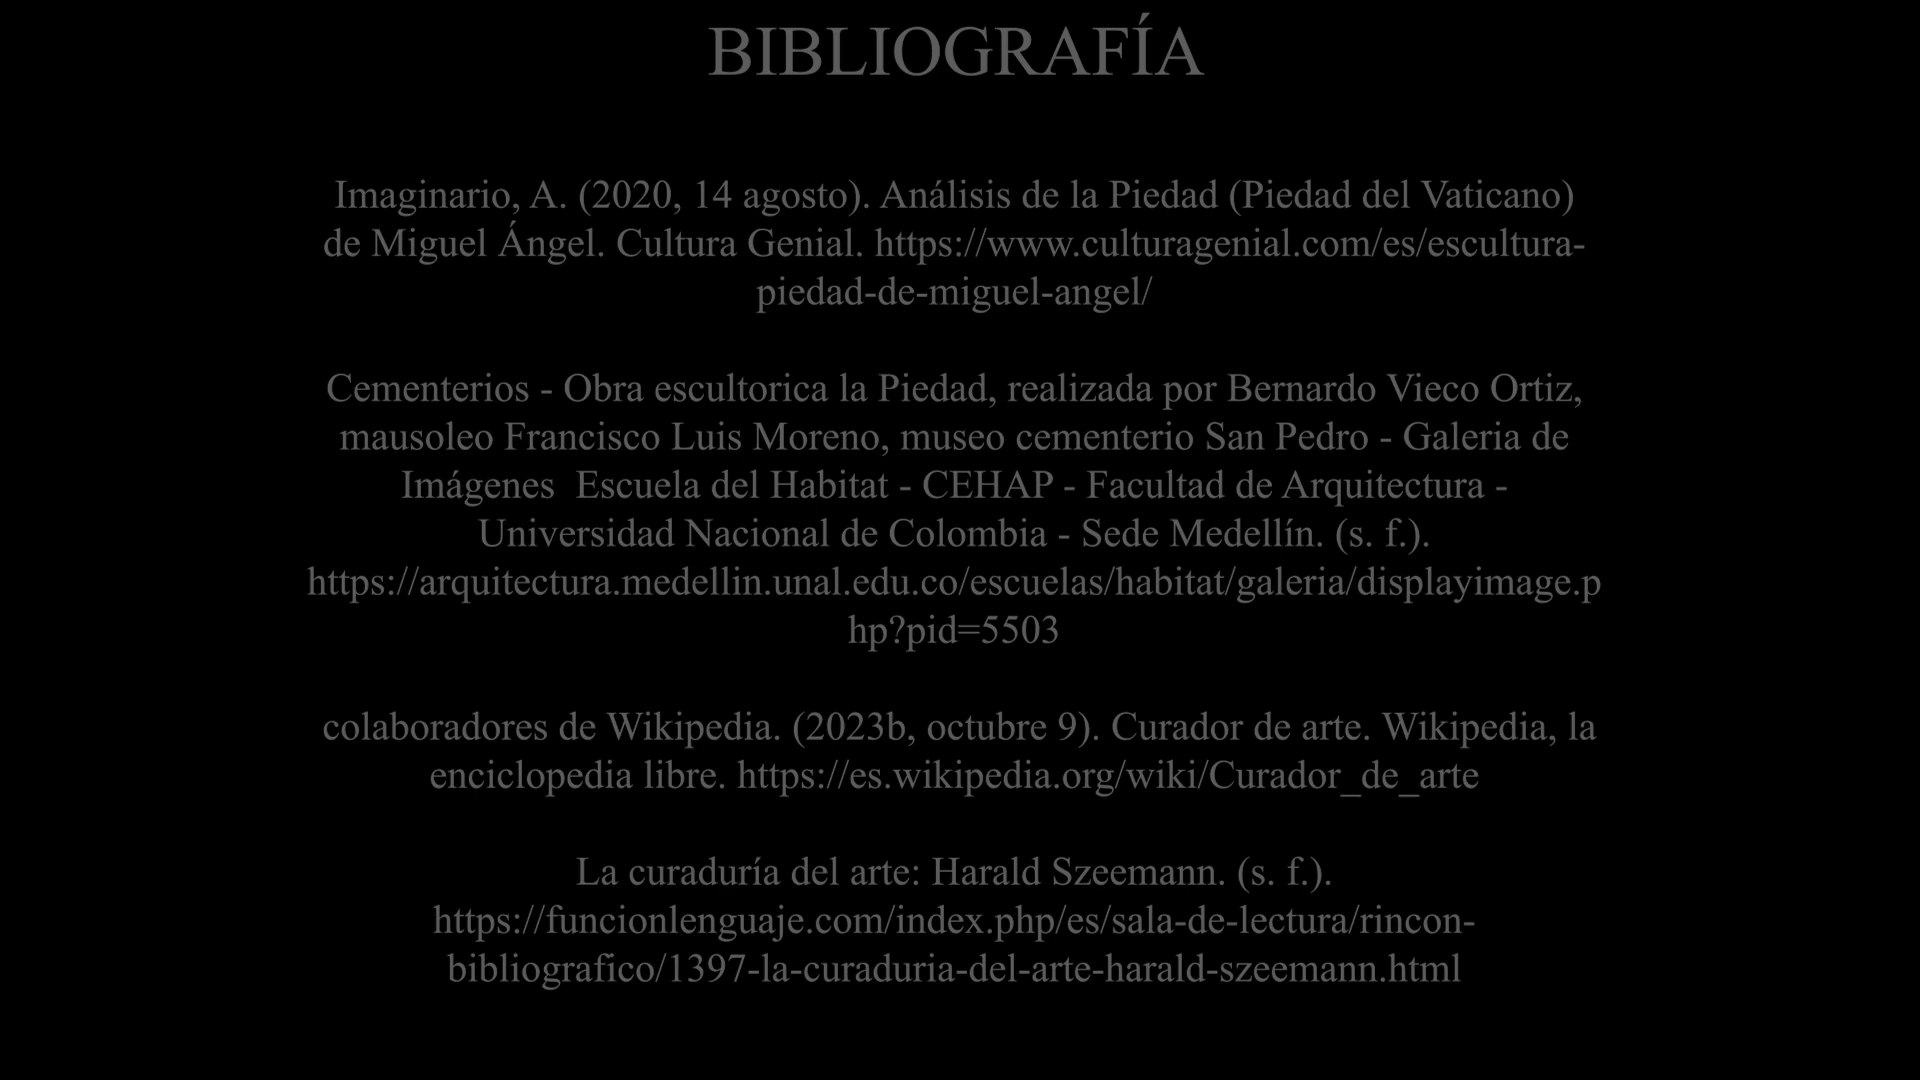 BIBLIOGRAFÍA
Imaginario, A. (2020, 14 agosto). Análisis de la Piedad (Piedad del Vaticano)
de Miguel Ángel. Cultura Genial. https://www.culturagenial.com/es/escultura-
piedad-de-miguel-angel/
Cementerios - Obra escultorica la Piedad, realizada por Bernardo Vieco Ortiz,
mausoleo Francisco Luis Moreno, museo cementerio San Pedro - Galeria de
Imágenes  Escuela del Habitat - CEHAP - Facultad de Arquitectura -
Universidad Nacional de Colombia - Sede Medellín. (s. f.).
https://arquitectura.medellin.unal.edu.co/escuelas/habitat/galeria/displayimage.p
hp?pid=5503
colaboradores de Wikipedia. (2023b, octubre 9). Curador de arte. Wikipedia, la
enciclopedia libre. https://es.wikipedia.org/wiki/Curador_de_arte
La curaduría del arte: Harald Szeemann. (s. f.).
https://funcionlenguaje.com/index.php/es/sala-de-lectura/rincon-
bibliografico/1397-la-curaduria-del-arte-harald-szeemann.html